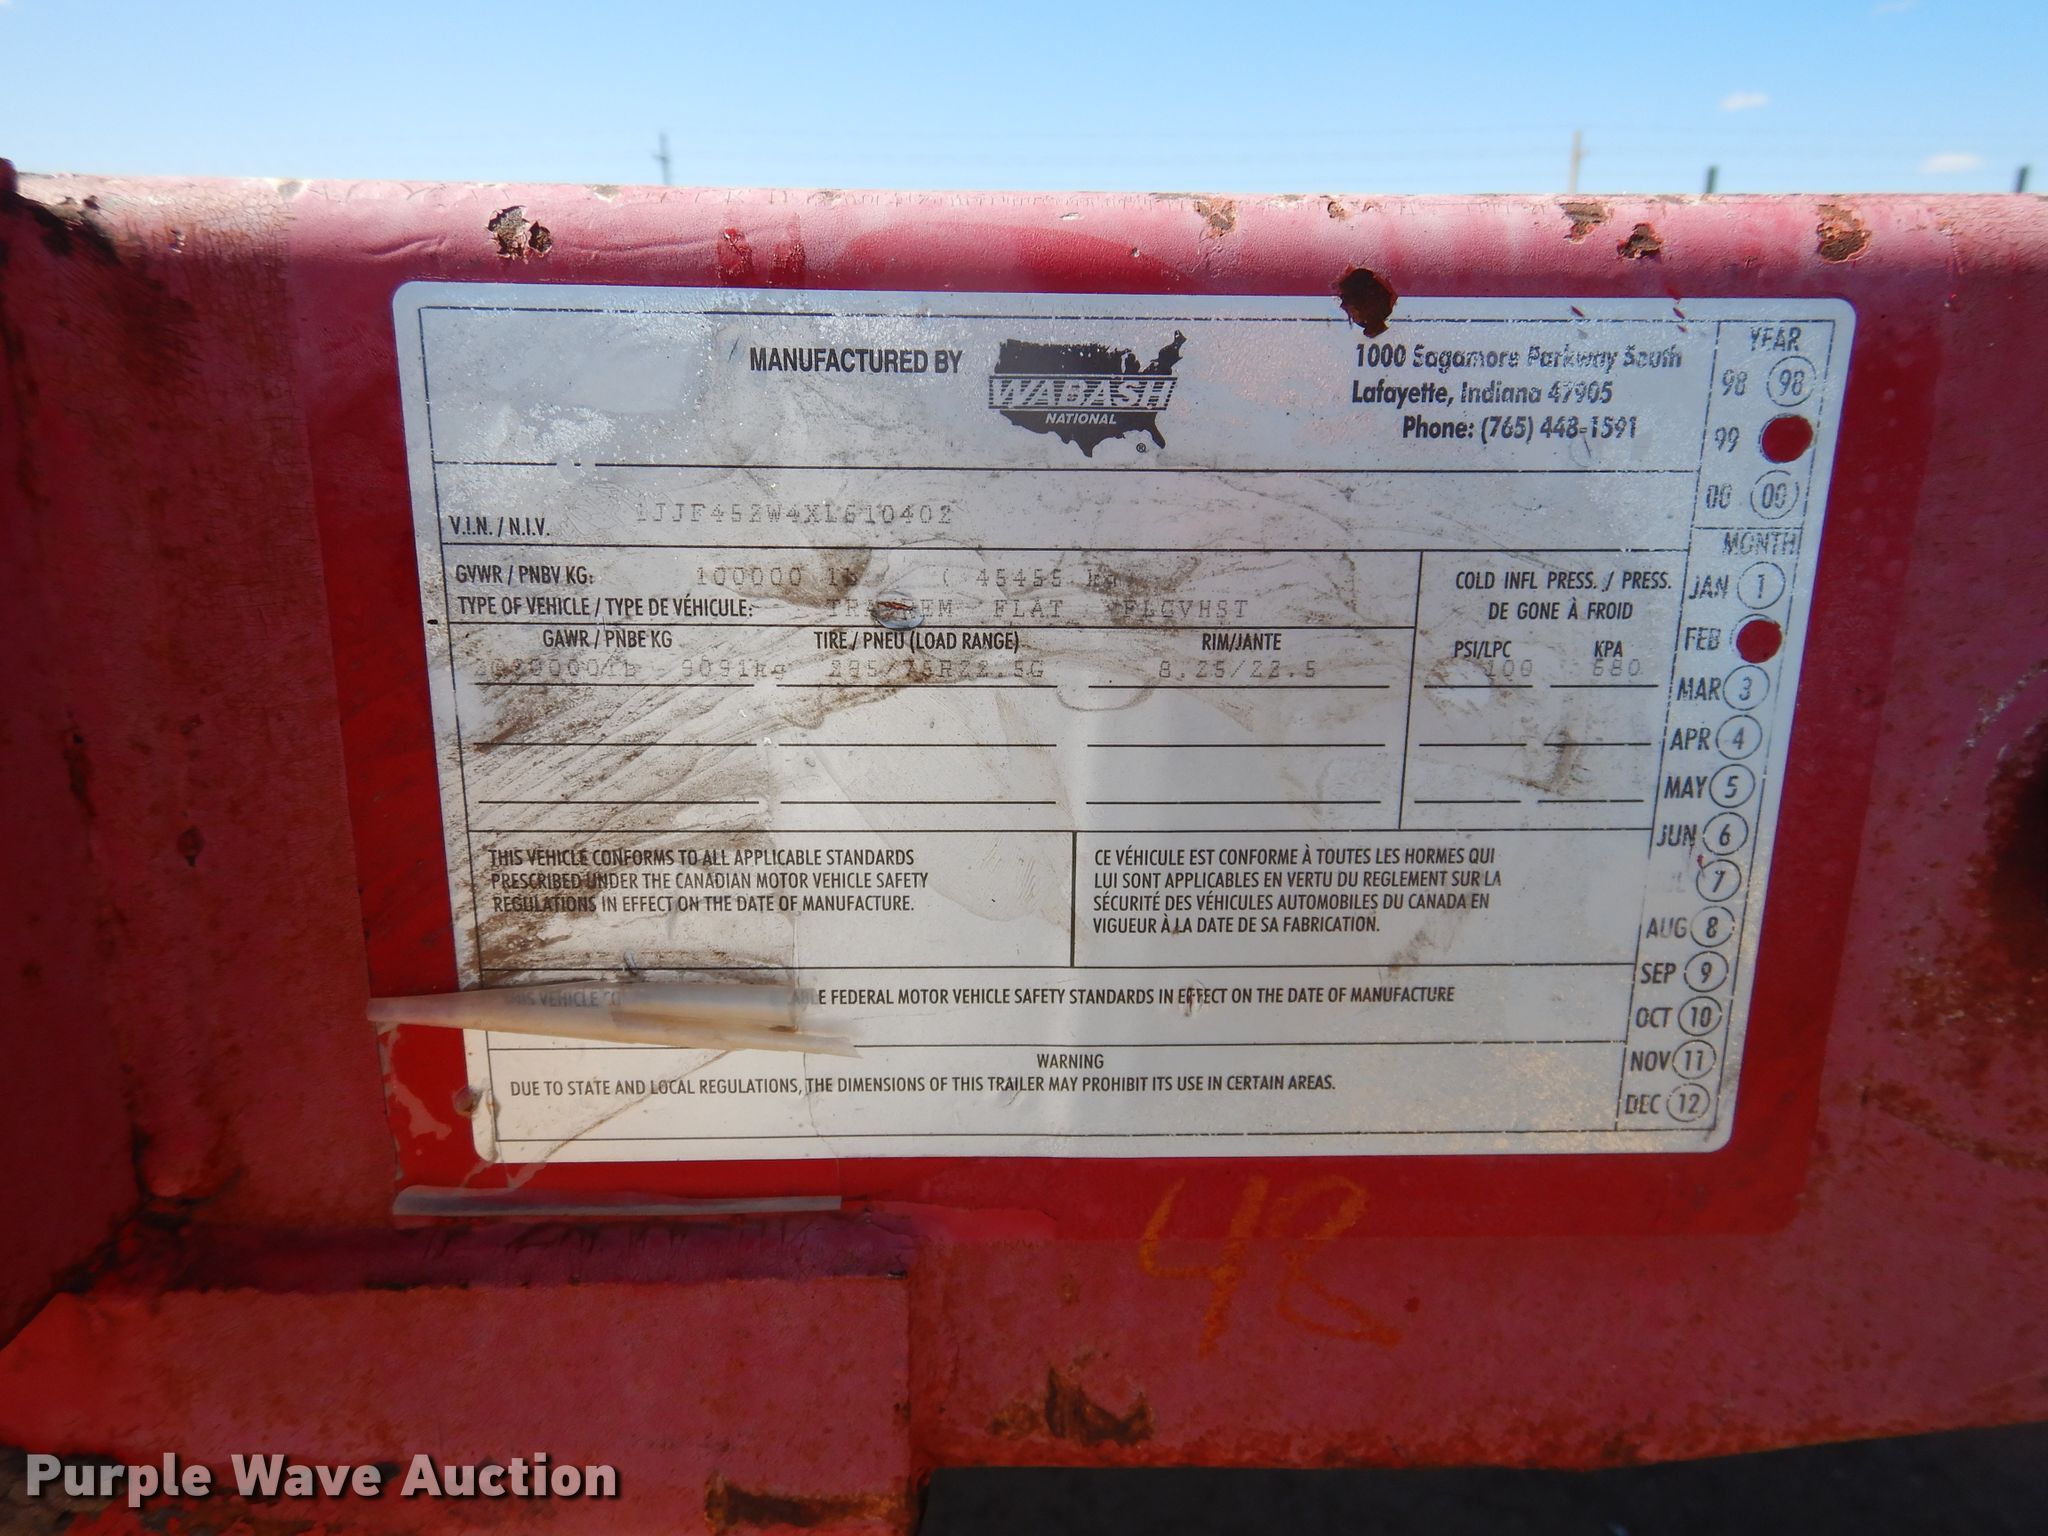 MANUFACTURED BY
WABASH
NATIONAL
®
1000 Sagamore Parkway South
Lafayette, Indiana 47905
Phone: (765) 448-1591
YEAR
98 98
99
00 00
V.I.N. / N.I.V. 1JJF452W4XL610402
MONTH
GVWR / PNBV KG: 100000 lb ( 45455 kg
TYPE OF VEHICLE / TYPE DE VÉHICULE: FLAT FLCVHST
COLD INFL PRESS. / PRESS.
DE GONE À FROID
GAWR / PNBE KG TIRE / PNEU (LOAD RANGE) RIM/JANTE PSI/LPC KPA
9091kg 295/75R22.5G 8.25/22.5 100 680
JAN 1
FEB
MAR 3
APR 4
MAY 5
JUN 6
7
AUG 8
SEP 9
OCT 10
NOV 11
DEC 12
THIS VEHICLE CONFORMS TO ALL APPLICABLE STANDARDS
PRESCRIBED UNDER THE CANADIAN MOTOR VEHICLE SAFETY
REGULATIONS IN EFFECT ON THE DATE OF MANUFACTURE.
CE VÉHICULE EST CONFORME À TOUTES LES HORMES QUI
LUI SONT APPLICABLES EN VERTU DU REGLEMENT SUR LA
SÉCURITÉ DES VÉHICULES AUTOMOBILES DU CANADA EN
VIGUEUR À LA DATE DE SA FABRICATION.
THIS VEHICLE FEDERAL MOTOR VEHICLE SAFETY STANDARDS IN EFFECT ON THE DATE OF MANUFACTURE
WARNING
DUE TO STATE AND LOCAL REGULATIONS, THE DIMENSIONS OF THIS TRAILER MAY PROHIBIT ITS USE IN CERTAIN AREAS.
48
Purple Wave Auction